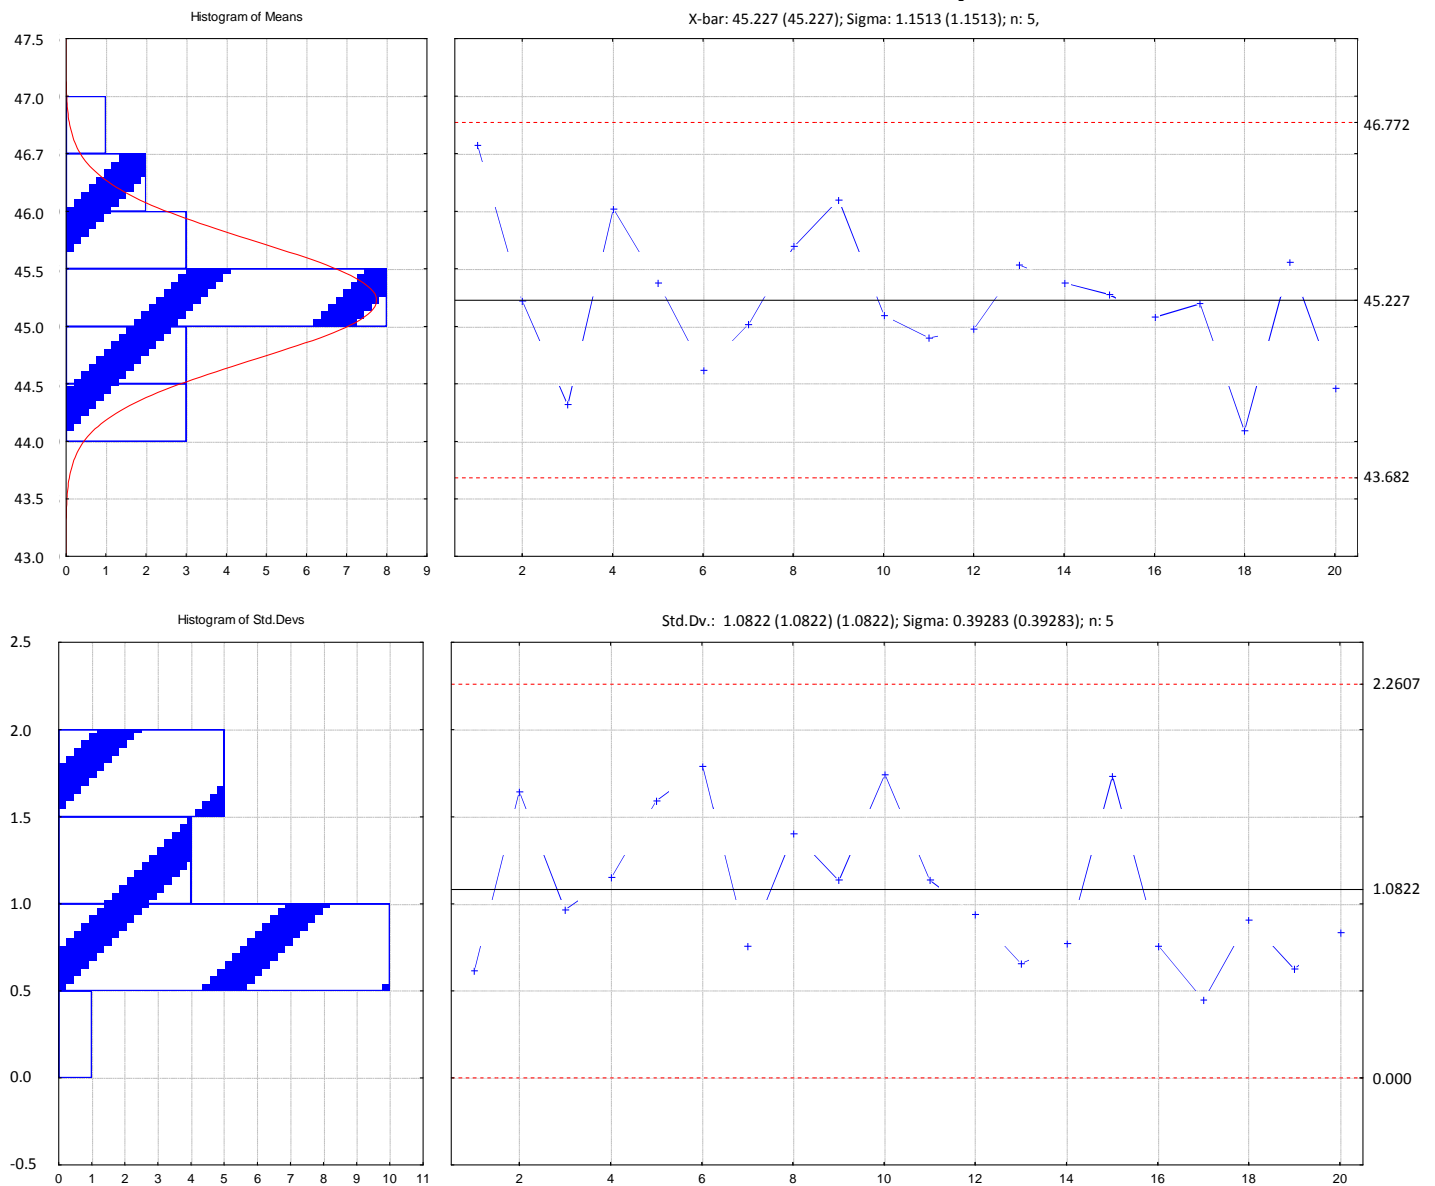 Histogram of Means
X-bar: 45.227 (45.227); Sigma: 1.1513 (1.1513); n: 5,
47.5
47.0
46.7
46.0
45.5
45.0
44.5
44.0
43.5
43.0
46.772
45.227
43.682
0 1 2 3 4 5 6 7 8 9
2 4 6 8 10 12 14 16 18 20
Histogram of Std.Devs
Std.Dv.: 1.0822 (1.0822) (1.0822); Sigma: 0.39283 (0.39283); n: 5
2.5
2.0
1.5
1.0
0.5
0.0
-0.5
2.2607
1.0822
0.000
0 1 2 3 4 5 6 7 8 9 10 11
2 4 6 8 10 12 14 16 18 20